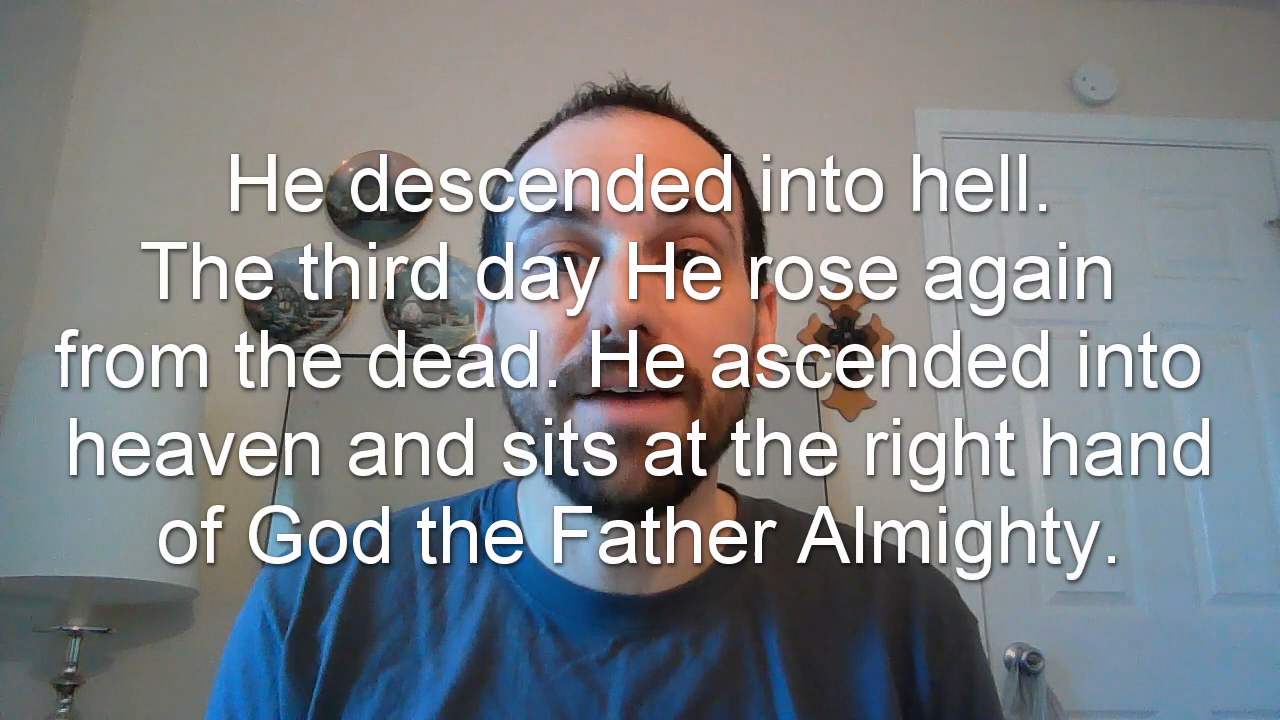 He descended into hell.
The third day He rose again
from the dead. He ascended into
heaven and sits at the right hand
of God the Father Almighty.